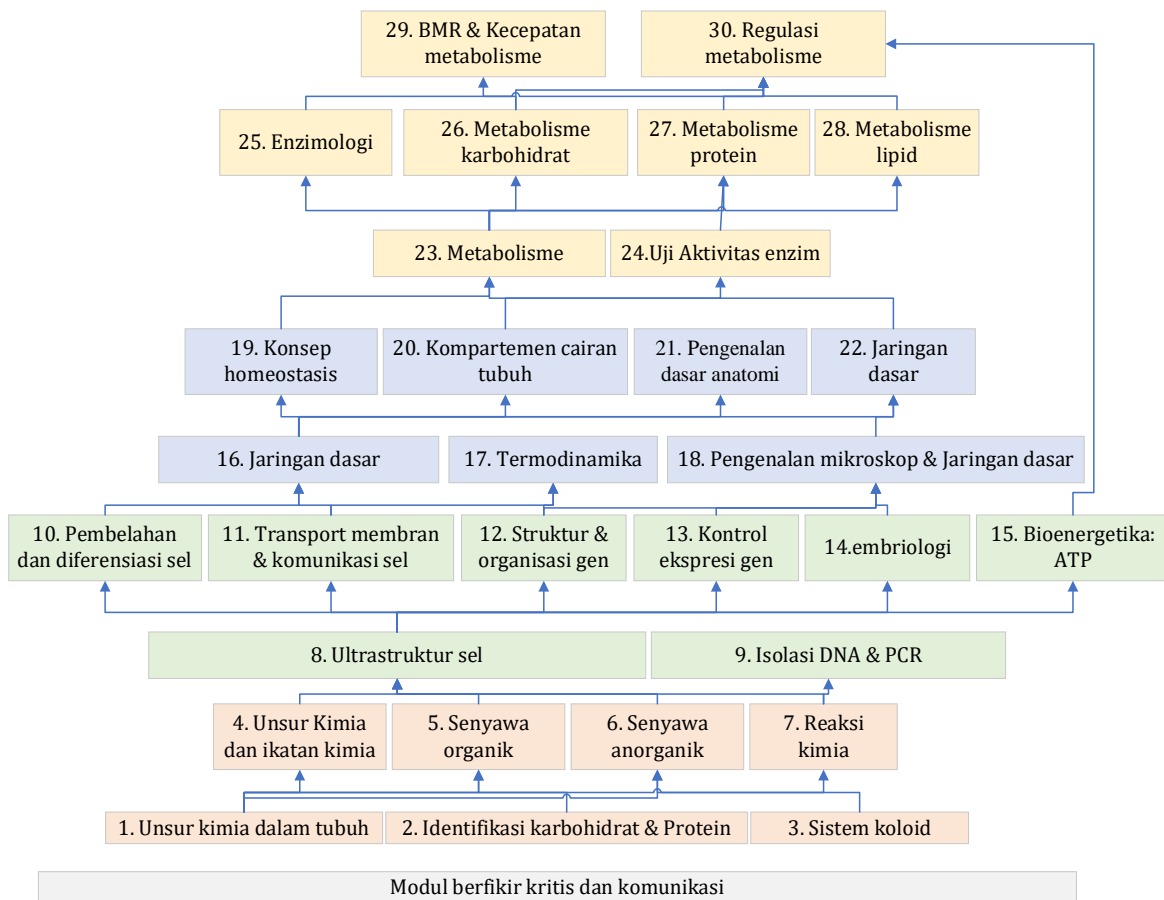 29. BMR & Kecepatan
metabolisme
30. Regulasi
metabolisme
25. Enzimologi
26. Metabolisme
karbohidrat
27. Metabolisme
protein
28. Metabolisme
lipid
23. Metabolisme
24.Uji Aktivitas enzim
19. Konsep
homeostasis
20. Kompartemen cairan
tubuh
21. Pengenalan
dasar anatomi
22. Jaringan
dasar
16. Jaringan dasar
17. Termodinamika
18. Pengenalan mikroskop & Jaringan dasar
10. Pembelahan
dan diferensiasi sel
11. Transport membran
& komunikasi sel
12. Struktur &
organisasi gen
13. Kontrol
ekspresi gen
14.embriologi
15. Bioenergetika:
ATP
8. Ultrastruktur sel
9. Isolasi DNA & PCR
4. Unsur Kimia
dan ikatan kimia
5. Senyawa
organik
6. Senyawa
anorganik
7. Reaksi
kimia
1. Unsur kimia dalam tubuh
2. Identifikasi karbohidrat & Protein
3. Sistem koloid
Modul berfikir kritis dan komunikasi